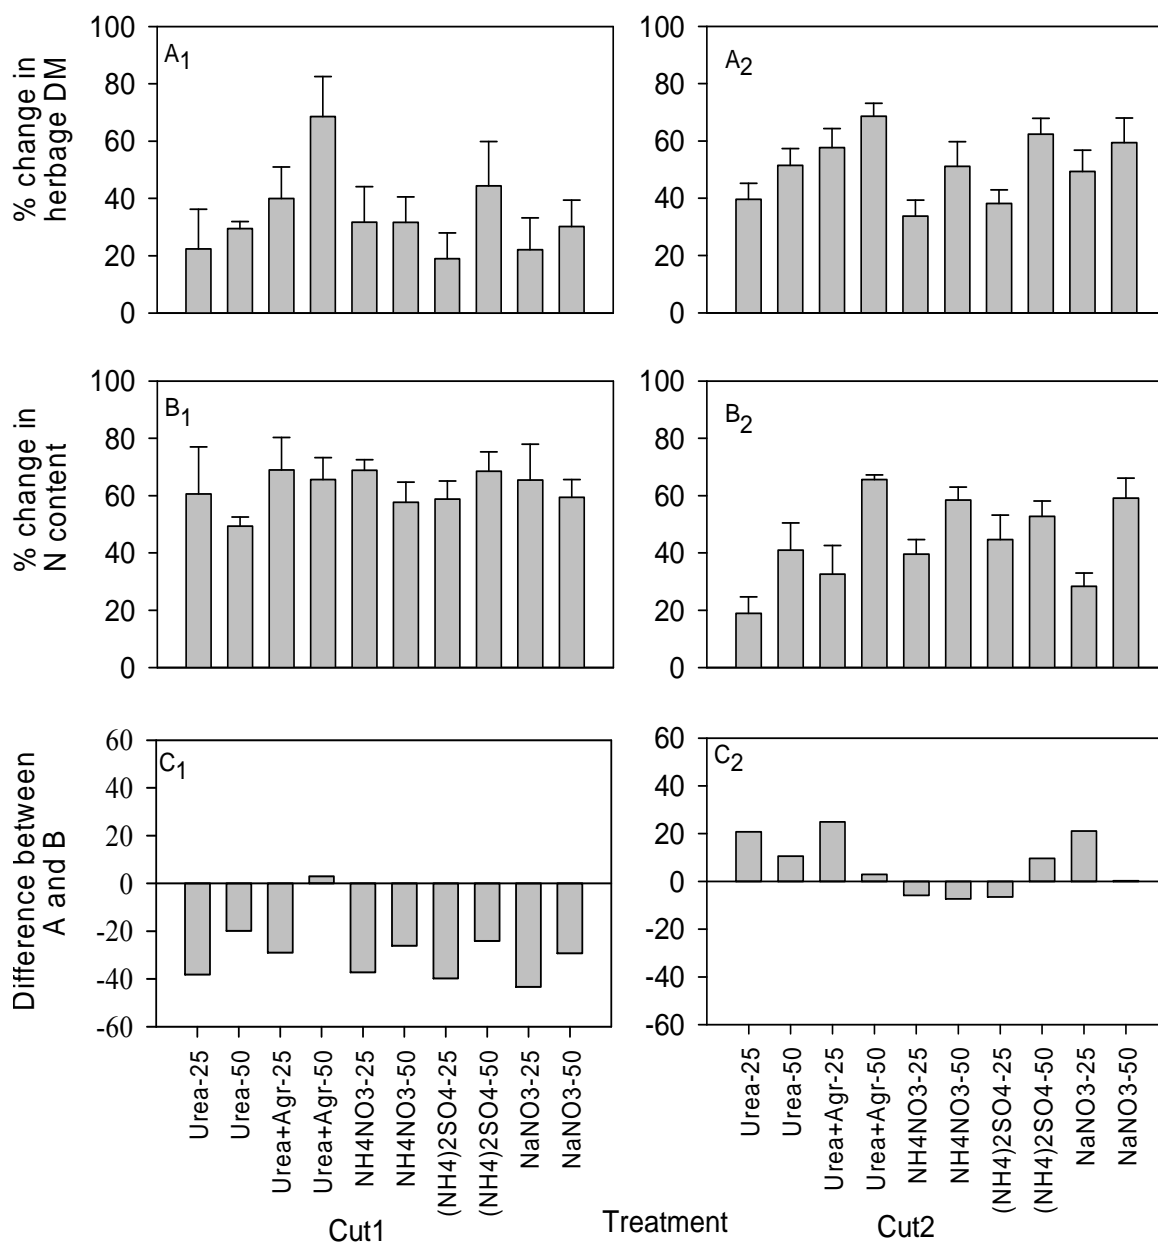 % change in
herbage DM
100
80
60
40
20
0
A1
100
80
60
40
20
0
A2
% change in
N content
100
80
60
40
20
0
B1
100
80
60
40
20
0
B2
Difference between
A and B
60
40
20
0
-20
-40
-60
C1
60
40
20
0
-20
-40
-60
C2
Urea-25
Urea-50
Urea+Agr-25
Urea+Agr-50
NH4NO3-25
NH4NO3-50
(NH4)2SO4-25
(NH4)2SO4-50
NaNO3-25
NaNO3-50
Urea-25
Urea-50
Urea+Agr-25
Urea+Agr-50
NH4NO3-25
NH4NO3-50
(NH4)2SO4-25
(NH4)2SO4-50
NaNO3-25
NaNO3-50
Cut1
Treatment
Cut2